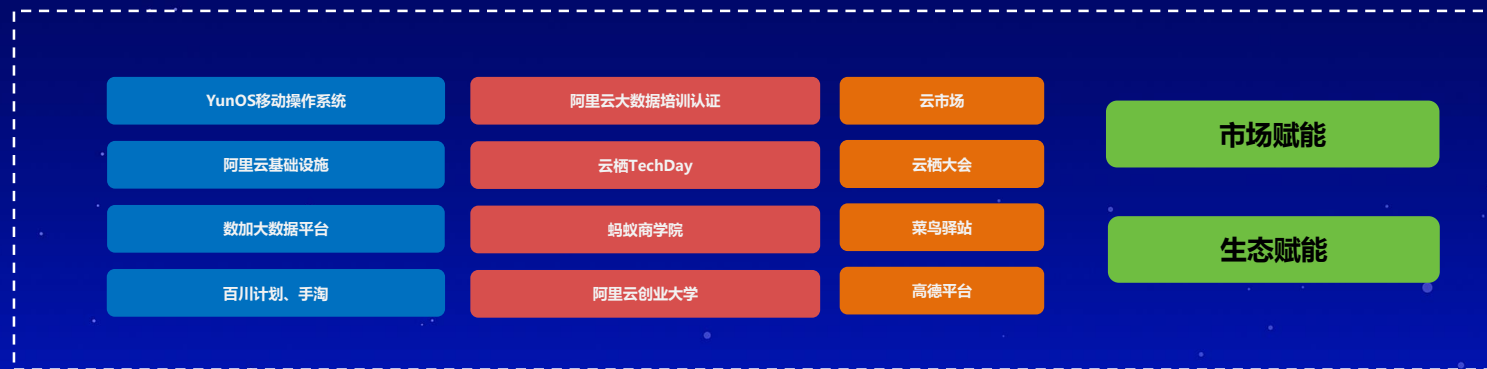 YunOS移动操作系统
阿里云大数据培训认证
云市场
市场赋能
阿里云基础设施
云栖TechDay
云栖大会
数加大数据平台
蚂蚁商学院
菜鸟驿站
生态赋能
百川计划、手淘
阿里云创业大学
高德平台